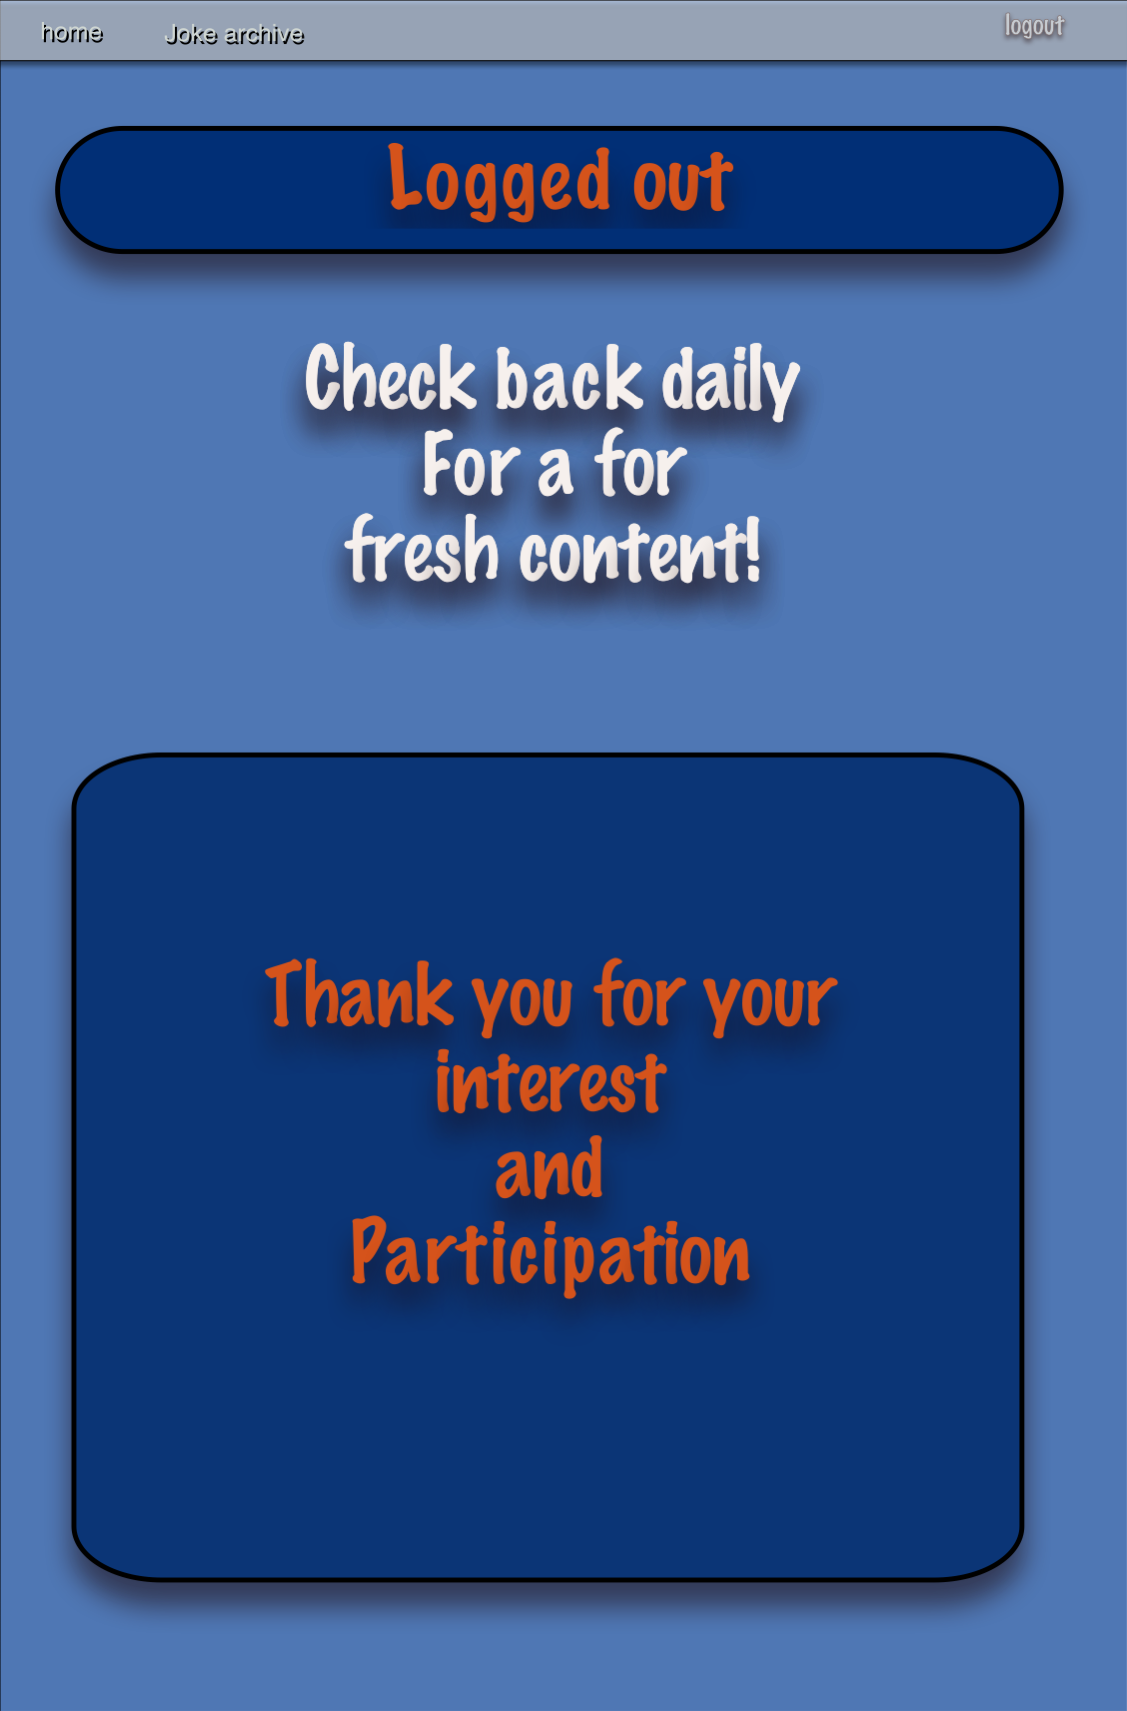 home Joke archive logout
Logged out
Check back daily
For a for
fresh content!
Thank you for your
interest
and
Participation